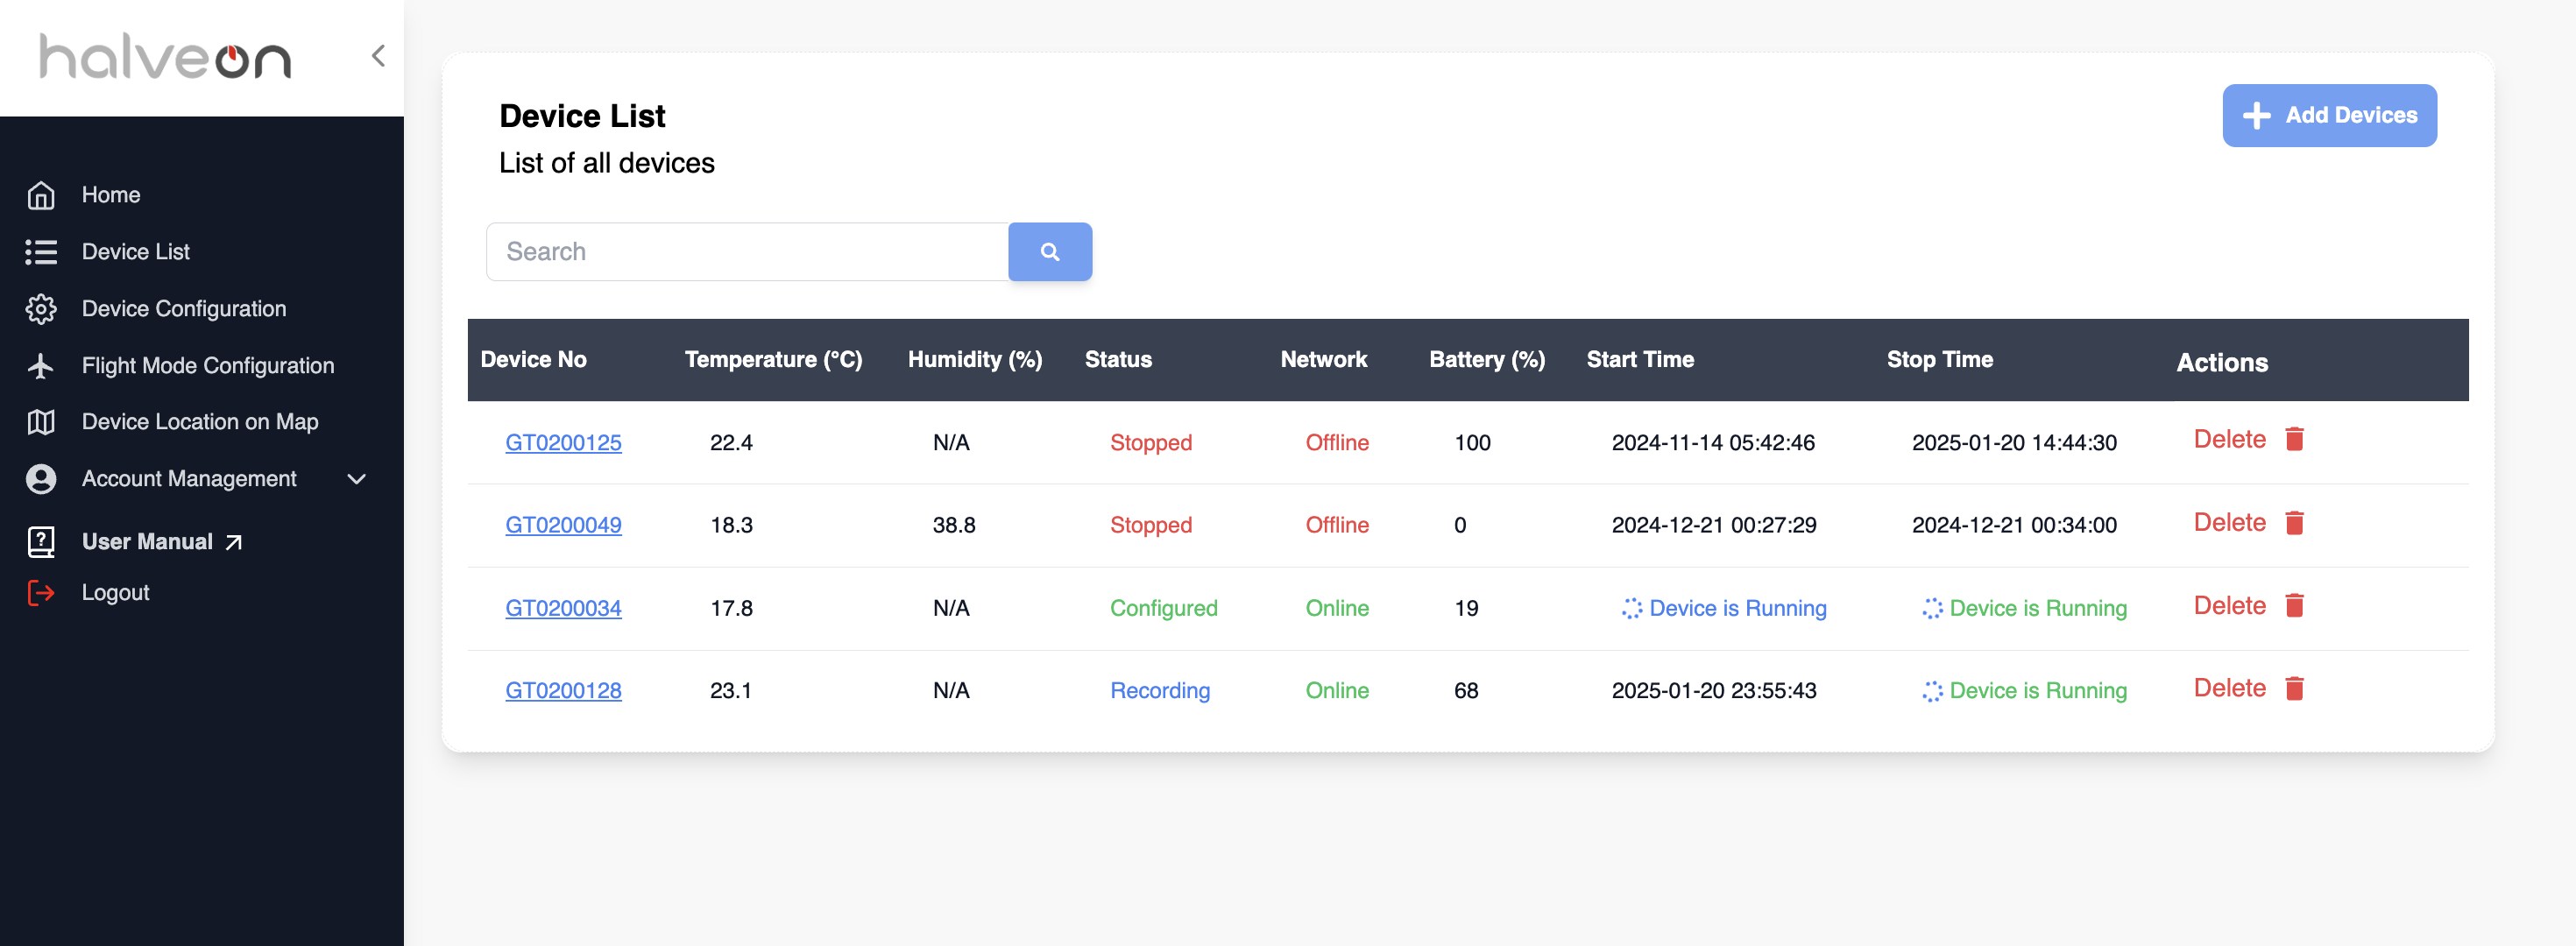 halveon
Home
Device List
Device Configuration
Flight Mode Configuration
Device Location on Map
Account Management
User Manual
Logout
Device List
List of all devices
Add Devices
Search
Device No Temperature (°C) Humidity (%) Status Network Battery (%) Start Time Stop Time Actions
GT0200125 22.4 N/A Stopped Offline 100 2024-11-14 05:42:46 2025-01-20 14:44:30 Delete
GT0200049 18.3 38.8 Stopped Offline 0 2024-12-21 00:27:29 2024-12-21 00:34:00 Delete
GT0200034 17.8 N/A Configured Online 19 Device is Running Device is Running Delete
GT0200128 23.1 N/A Recording Online 68 2025-01-20 23:55:43 Device is Running Delete